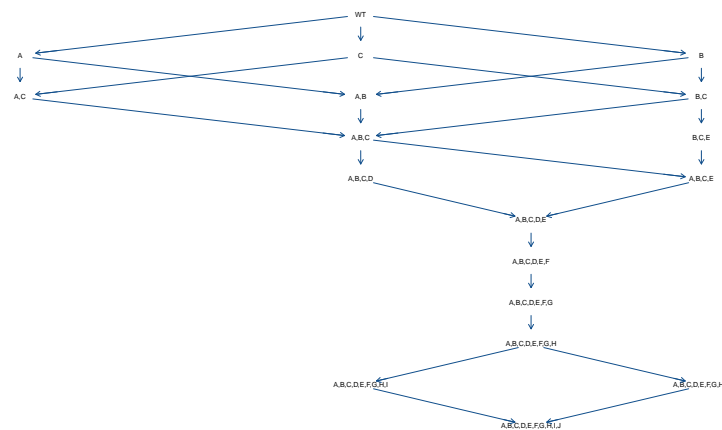 WT
A C B
A,C A,B B,C
A,B,C B,C,E
A,B,C,D A,B,C,E
A,B,C,D,E
A,B,C,D,E,F
A,B,C,D,E,F,G
A,B,C,D,E,F,G,H
A,B,C,D,E,F,G,H,I A,B,C,D,E,F,G,H
A,B,C,D,E,F,G,H,I,J